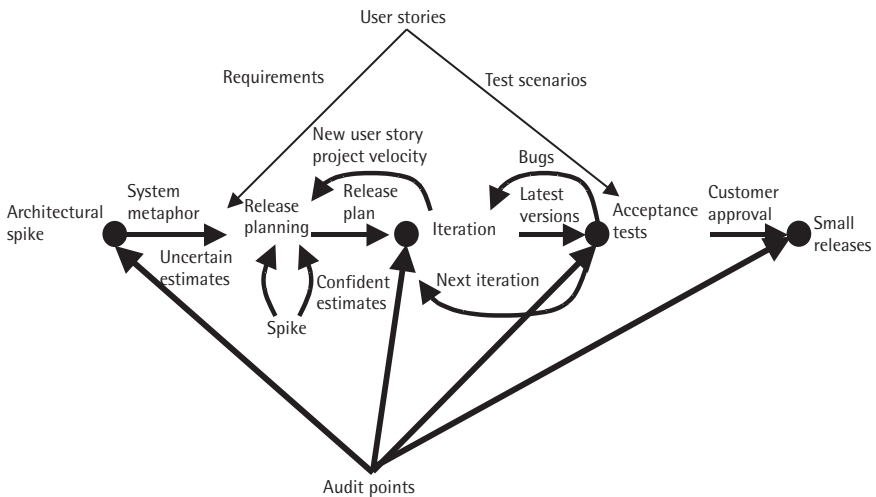 User stories
Requirements
Test scenarios
New user story
project velocity
Bugs
System
metaphor
Release
plan
Latest
versions
Customer
approval
Architectural
spike
Release
planning
Iteration
Acceptance
tests
Small
releases
Uncertain
estimates
Confident
estimates
Next iteration
Spike
Audit points